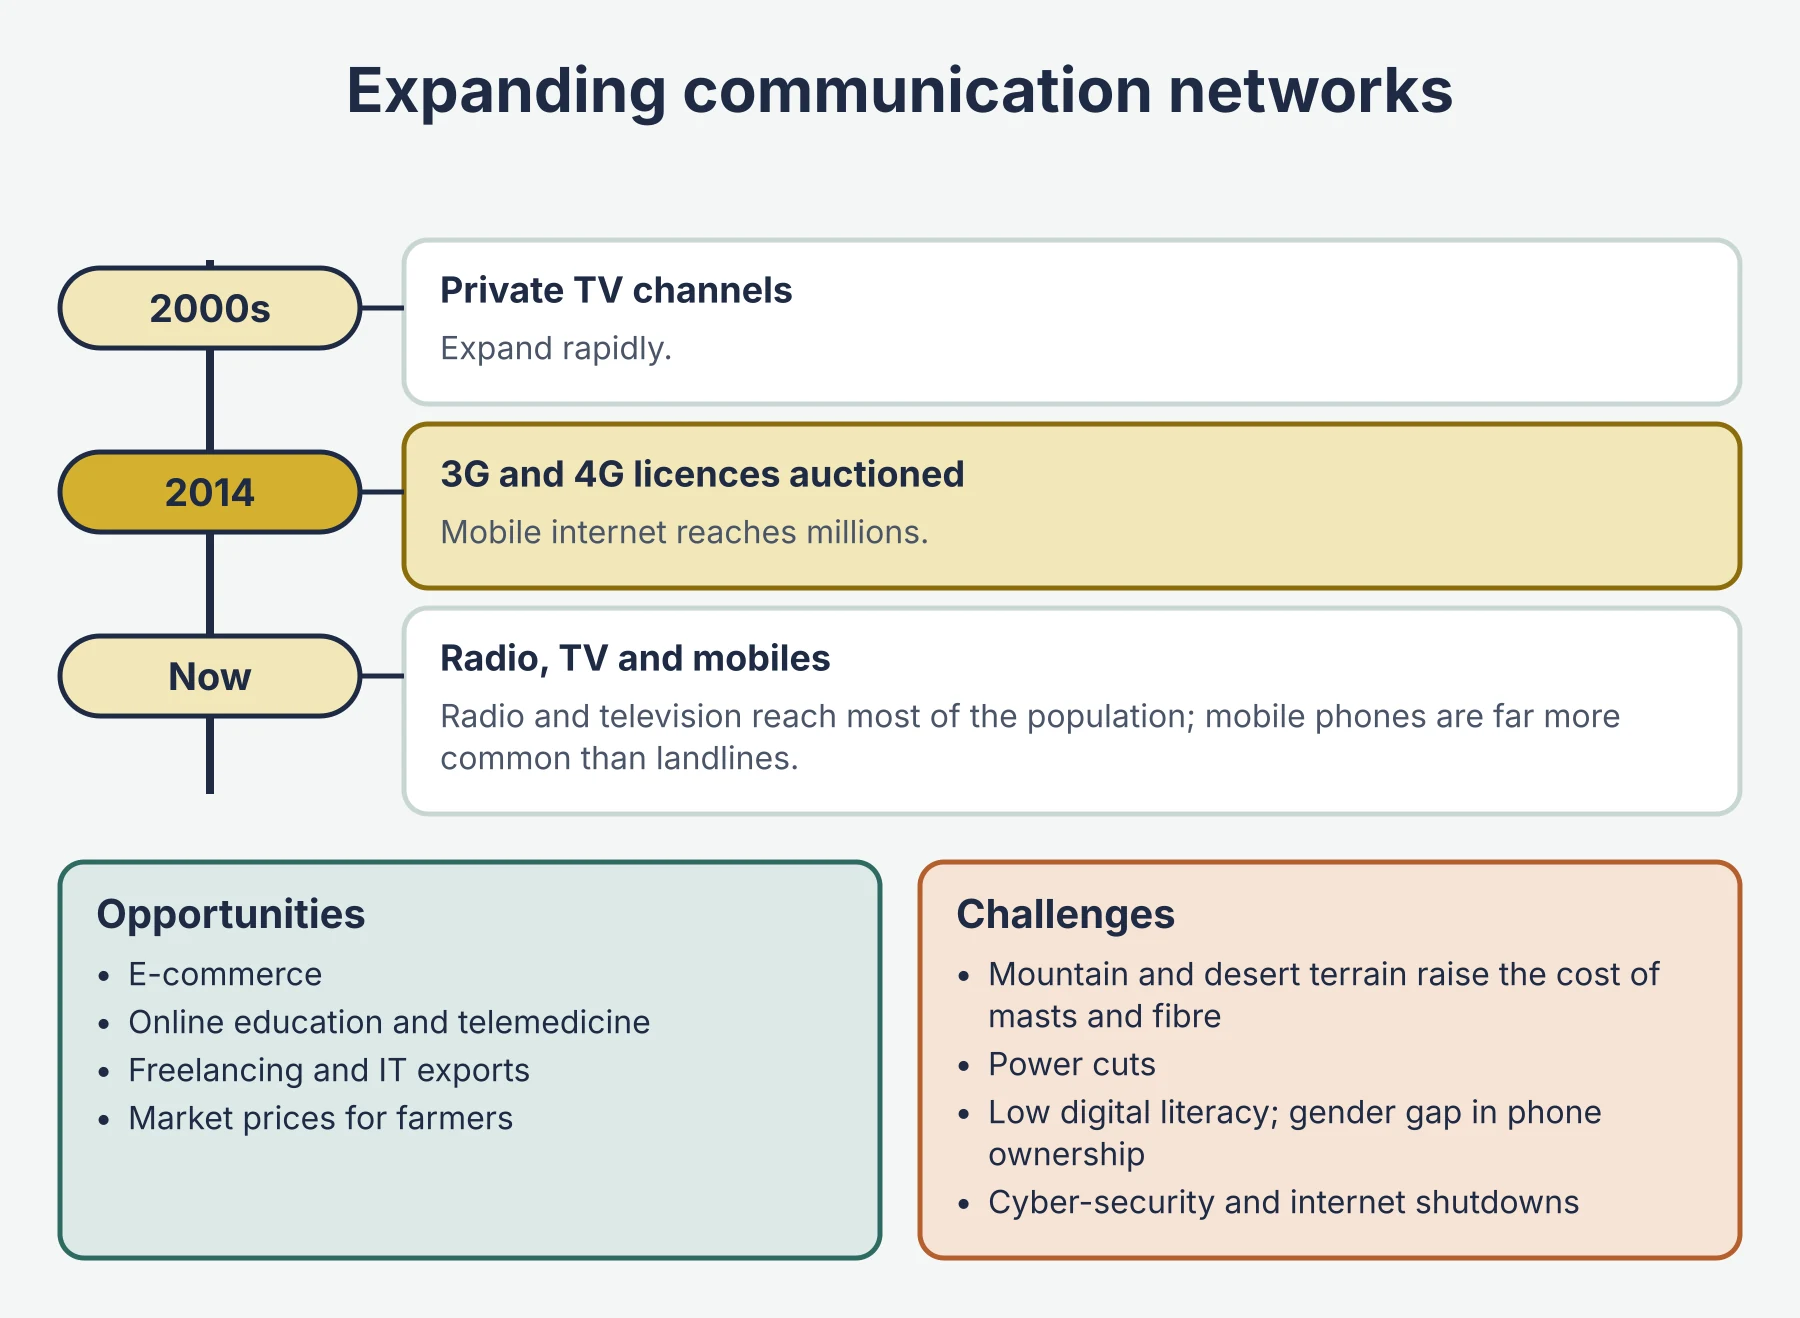 Expanding communication networks
2000s
Private TV channels
Expand rapidly.
2014
3G and 4G licences auctioned
Mobile internet reaches millions.
Now
Radio, TV and mobiles
Radio and television reach most of the population; mobile phones are far more
common than landlines.
Opportunities
• E-commerce
• Online education and telemedicine
• Freelancing and IT exports
• Market prices for farmers
Challenges
• Mountain and desert terrain raise the cost of
masts and fibre
• Power cuts
• Low digital literacy; gender gap in phone
ownership
• Cyber-security and internet shutdowns